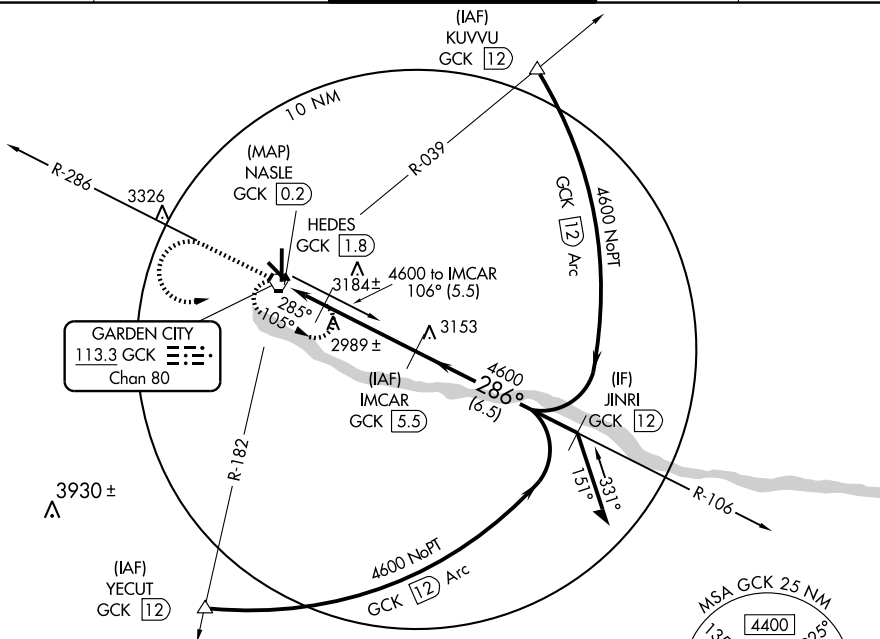 (IAF)
KUVVU
GCK 12
10 NM
R-039
R-286
3326
(MAP)
NASLE
GCK 0.2
HEDES
GCK 1.8
3184±
4600 to IMCAR
106° (5.5)
GCK 12 Arc
4600 NoPT
285°
105°
2989±
3153
GARDEN CITY
113.3 GCK
Chan 80
(IAF)
IMCAR
GCK 5.5
4600
286°
(6.5)
(IF)
JINRI
GCK 12
R-182
151°
331°
R-106
3930±
(IAF)
YECUT
GCK 12
4600 NoPT
GCK 12 Arc
MSA GCK 25 NM
4400